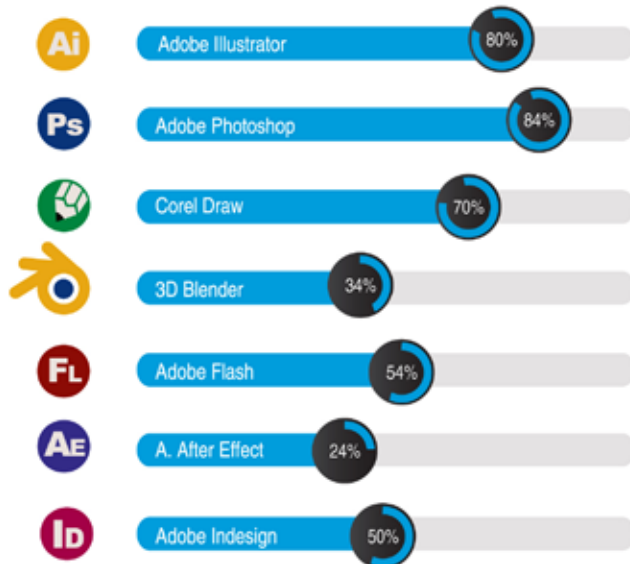 Ai Adobe Illustrator 80%
Ps Adobe Photoshop 84%
Corel Draw 70%
3D Blender 34%
FL Adobe Flash 54%
AE A. After Effect 24%
ID Adobe Indesign 50%